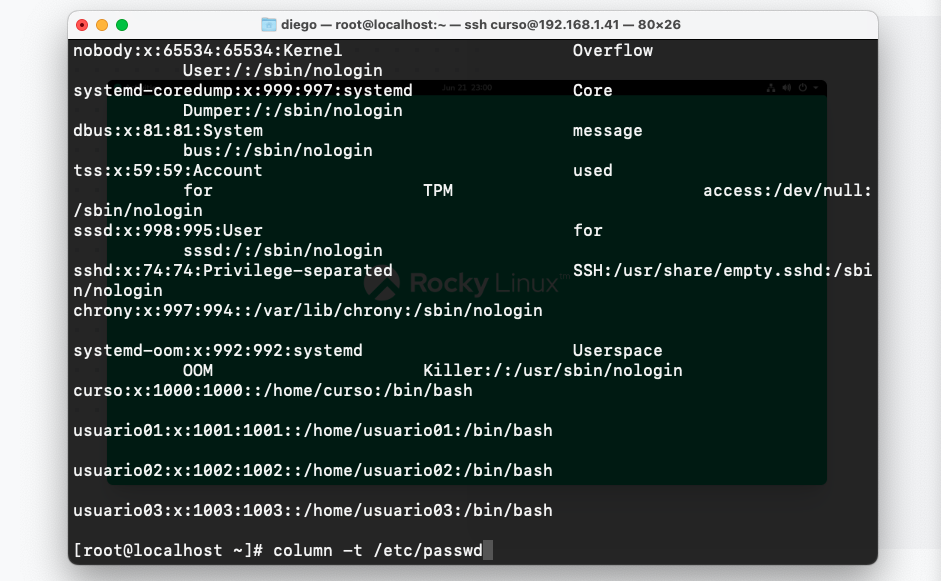 diego — root@localhost:~ — ssh curso@192.168.1.41 — 80×26
nobody:x:65534:65534:Kernel                       Overflow
           User:/:/sbin/nologin
Jun 21 23:00
systemd-coredump:x:999:997:systemd                Core
           Dumper:/:/sbin/nologin
dbus:x:81:81:System                               message
           bus:/:/sbin/nologin
tss:x:59:59:Account                               used
           for                     TPM                         access:/dev/null:
/sbin/nologin
sssd:x:998:995:User                               for
           sssd:/:/sbin/nologin
sshd:x:74:74:Privilege-separated                  SSH:/usr/share/empty.sshd:/sbi
n/nologin
Rocky Linux™
chrony:x:997:994::/var/lib/chrony:/sbin/nologin
systemd-oom:x:992:992:systemd                     Userspace
           OOM                     Killer:/:/usr/sbin/nologin
curso:x:1000:1000::/home/curso:/bin/bash
usuario01:x:1001:1001::/home/usuario01:/bin/bash
usuario02:x:1002:1002::/home/usuario02:/bin/bash
usuario03:x:1003:1003::/home/usuario03:/bin/bash
[root@localhost ~]# column -t /etc/passwd